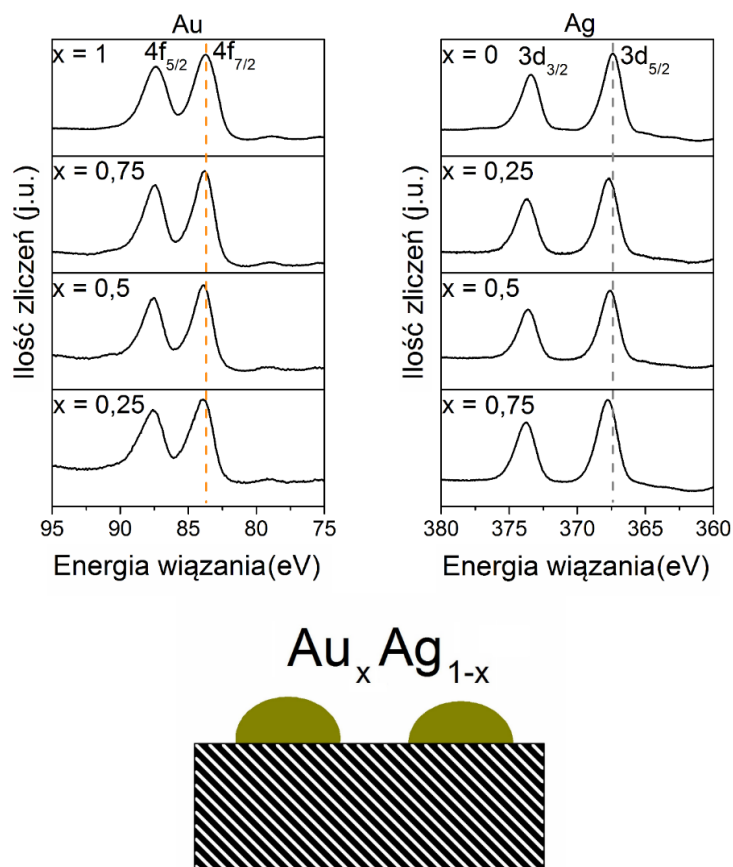 Au
x = 1 4f5/2 4f7/2
x = 0,75
x = 0,5
x = 0,25
Ilość zliczeń (j.u.)
95 90 85 80 75
Energia wiązania(eV)
Ag
x = 0 3d3/2 3d5/2
x = 0,25
x = 0,5
x = 0,75
Ilość zliczeń (j.u.)
380 375 370 365 360
Energia wiązania(eV)
AuxAg1-x